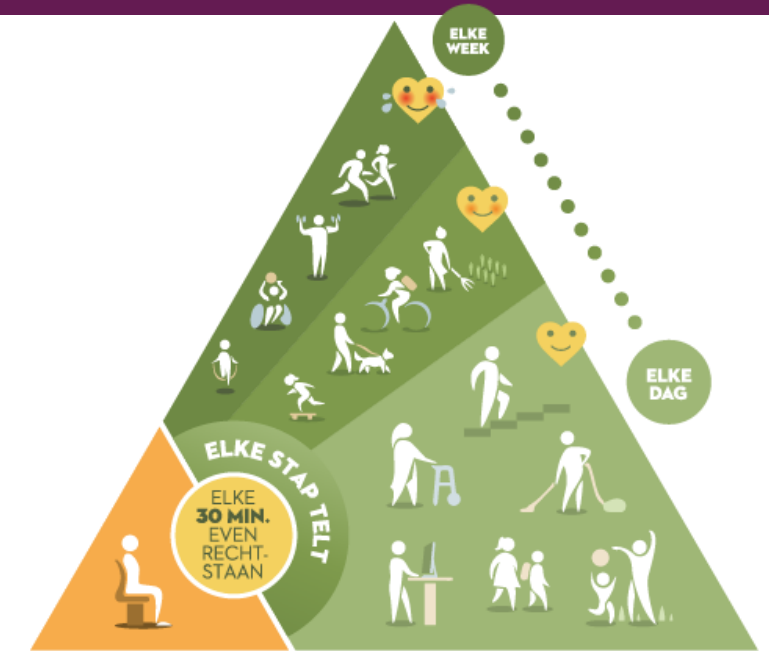 ELKE
WEEK
ELKE
DAG
ELKE STAP TELT
ELKE
30 MIN.
EVEN
RECHT-
STAAN